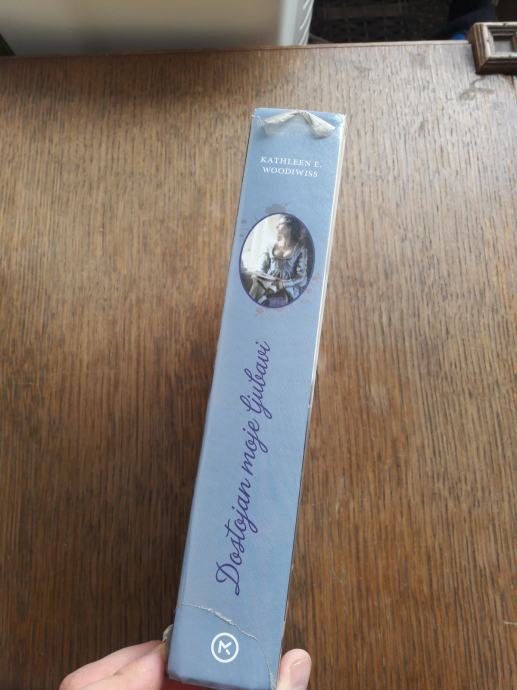 KATHLEEN E.
WOODIWISS
Dostojan moje ljubavi